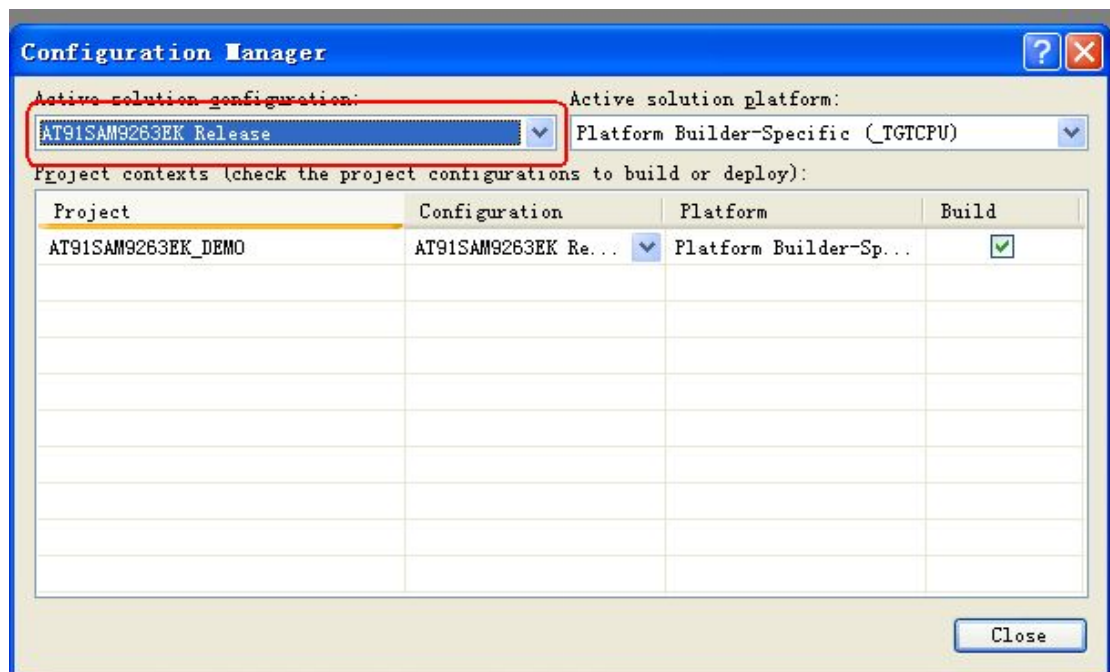 Configuration Manager
Active solution configuration: Active solution platform:
AT91SAM9263EK Release Platform Builder-Specific (_TGTCPU)
Project contexts (check the project configurations to build or deploy):
Project Configuration Platform Build
AT91SAM9263EK_DEMO AT91SAM9263EK Re... Platform Builder-Sp...
Close